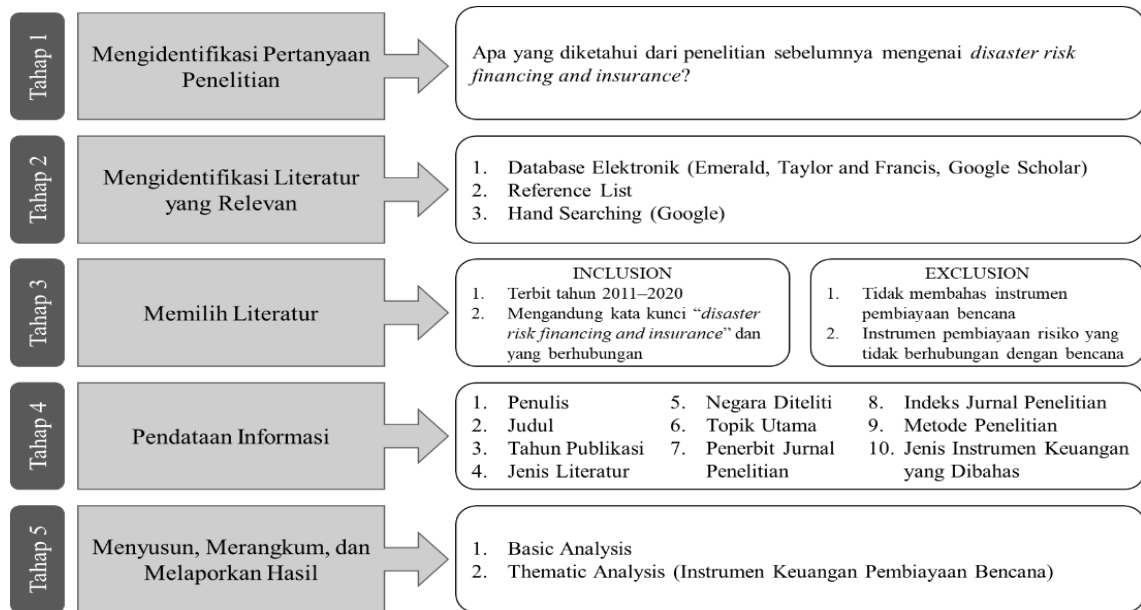 Tahap 1
Mengidentifikasi Pertanyaan
Penelitian
Apa yang diketahui dari penelitian sebelumnya mengenai disaster risk
financing and insurance?
Tahap 2
Mengidentifikasi Literatur
yang Relevan
1. Database Elektronik (Emerald, Taylor and Francis, Google Scholar)
2. Reference List
3. Hand Searching (Google)
Tahap 3
Memilih Literatur
INCLUSION
1. Terbit tahun 2011–2020
2. Mengandung kata kunci “disaster
risk financing and insurance” dan
yang berhubungan
EXCLUSION
1. Tidak membahas instrumen
pembiayaan bencana
2. Instrumen pembiayaan risiko yang
tidak berhubungan dengan bencana
Tahap 4
Pendataan Informasi
1. Penulis
2. Judul
3. Tahun Publikasi
4. Jenis Literatur
5. Negara Diteliti
6. Topik Utama
7. Penerbit Jurnal
Penelitian
8. Indeks Jurnal Penelitian
9. Metode Penelitian
10. Jenis Instrumen Keuangan
yang Dibahas
Tahap 5
Menyusun, Merangkum, dan
Melaporkan Hasil
1. Basic Analysis
2. Thematic Analysis (Instrumen Keuangan Pembiayaan Bencana)